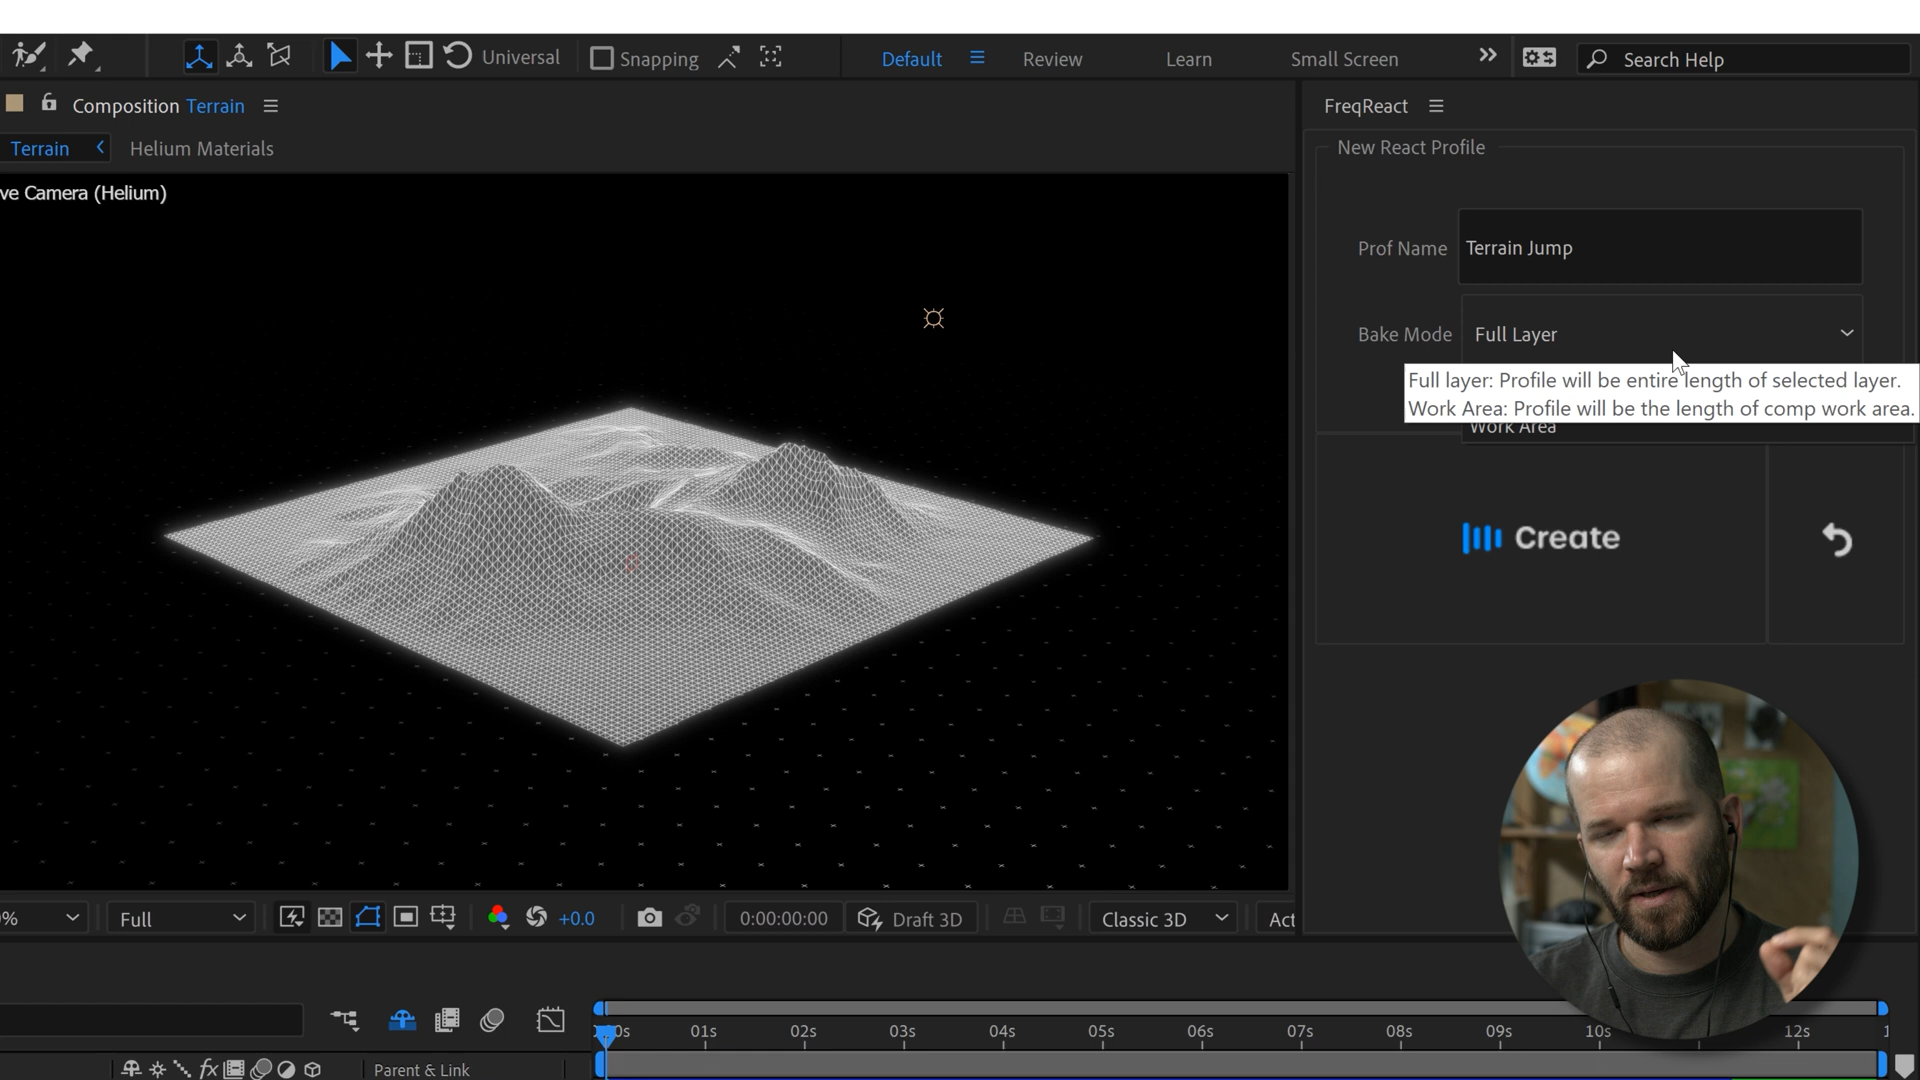 Universal
Snapping
Default
Review
Learn
Small Screen
Search Help
Composition Terrain
FreqReact
Terrain
Helium Materials
New React Profile
ve Camera (Helium)
Prof Name
Terrain Jump
Bake Mode
Full Layer
Full layer: Profile will be entire length of selected layer.
Work Area: Profile will be the length of comp work area.
Work Area
Create
%
Full
+0.0
0:00:00:00
Draft 3D
Classic 3D
Act
0s
01s
02s
03s
04s
05s
06s
07s
08s
09s
10s
12s
1
fx
Parent & Link